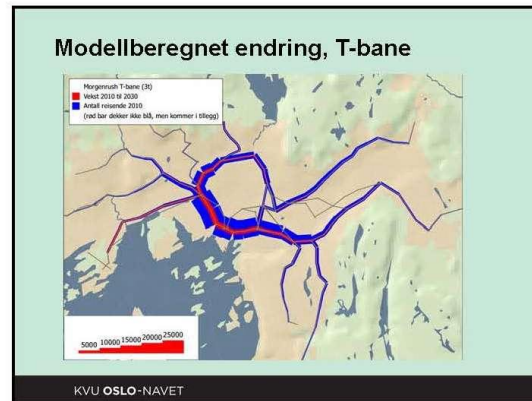 Modellberegnet endring, T-bane
Morgenrush T-bane (3t)
Vekst 2010 til 2030
Antall reisende 2010
(rød bar dekker ikke blå, men kommer i tillegg)
5000 10000 15000 20000 25000
KVU OSLO-NAVET